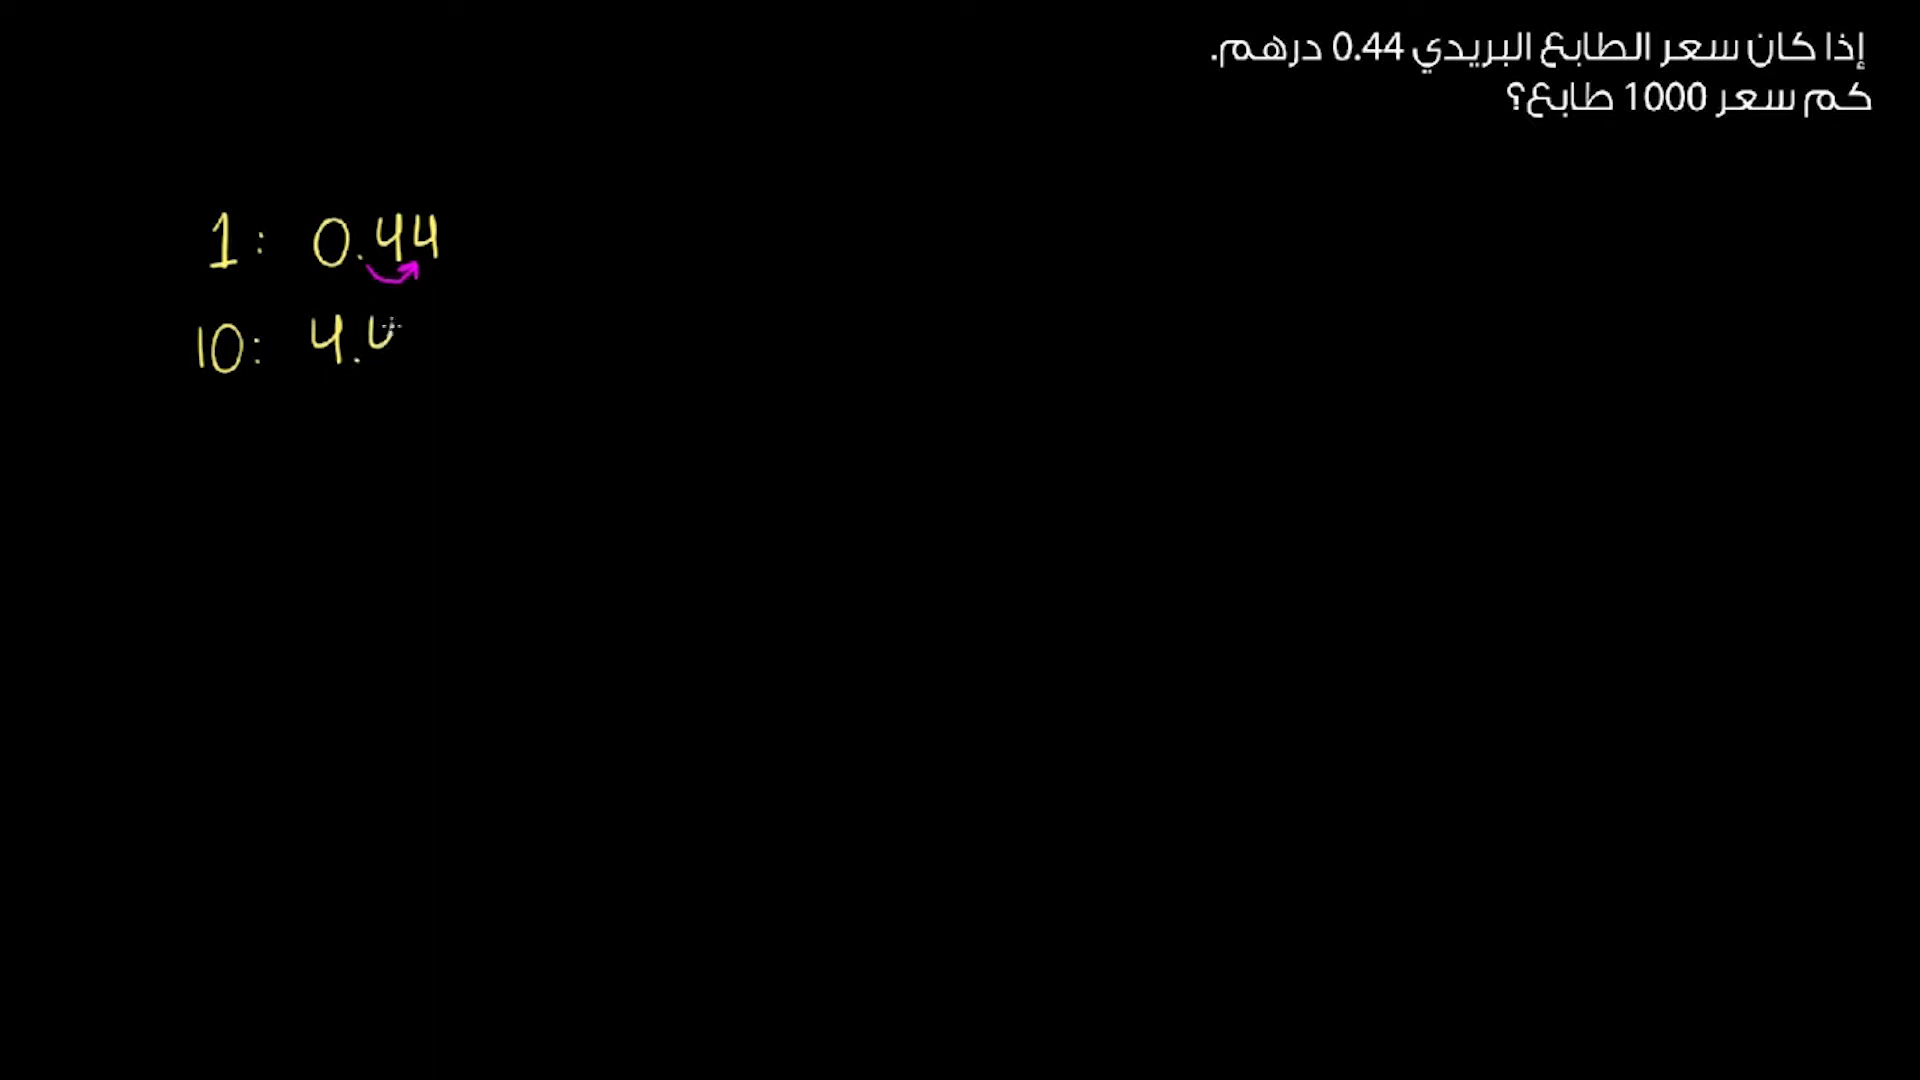 إذا كان سعر الطابع البريدي 0.44 درهم.
كم سعر 1000 طابع؟
1: 0.44
10: 4.